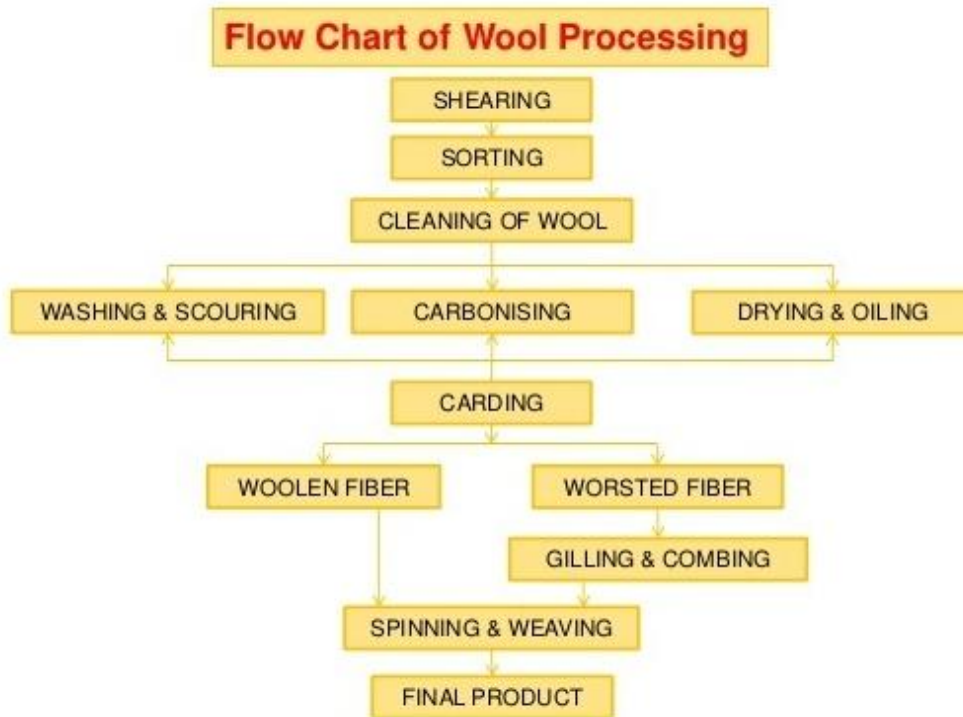 Flow Chart of Wool Processing
SHEARING
SORTING
CLEANING OF WOOL
WASHING & SCOURING
CARBONISING
DRYING & OILING
CARDING
WOOLEN FIBER
WORSTED FIBER
GILLING & COMBING
SPINNING & WEAVING
FINAL PRODUCT